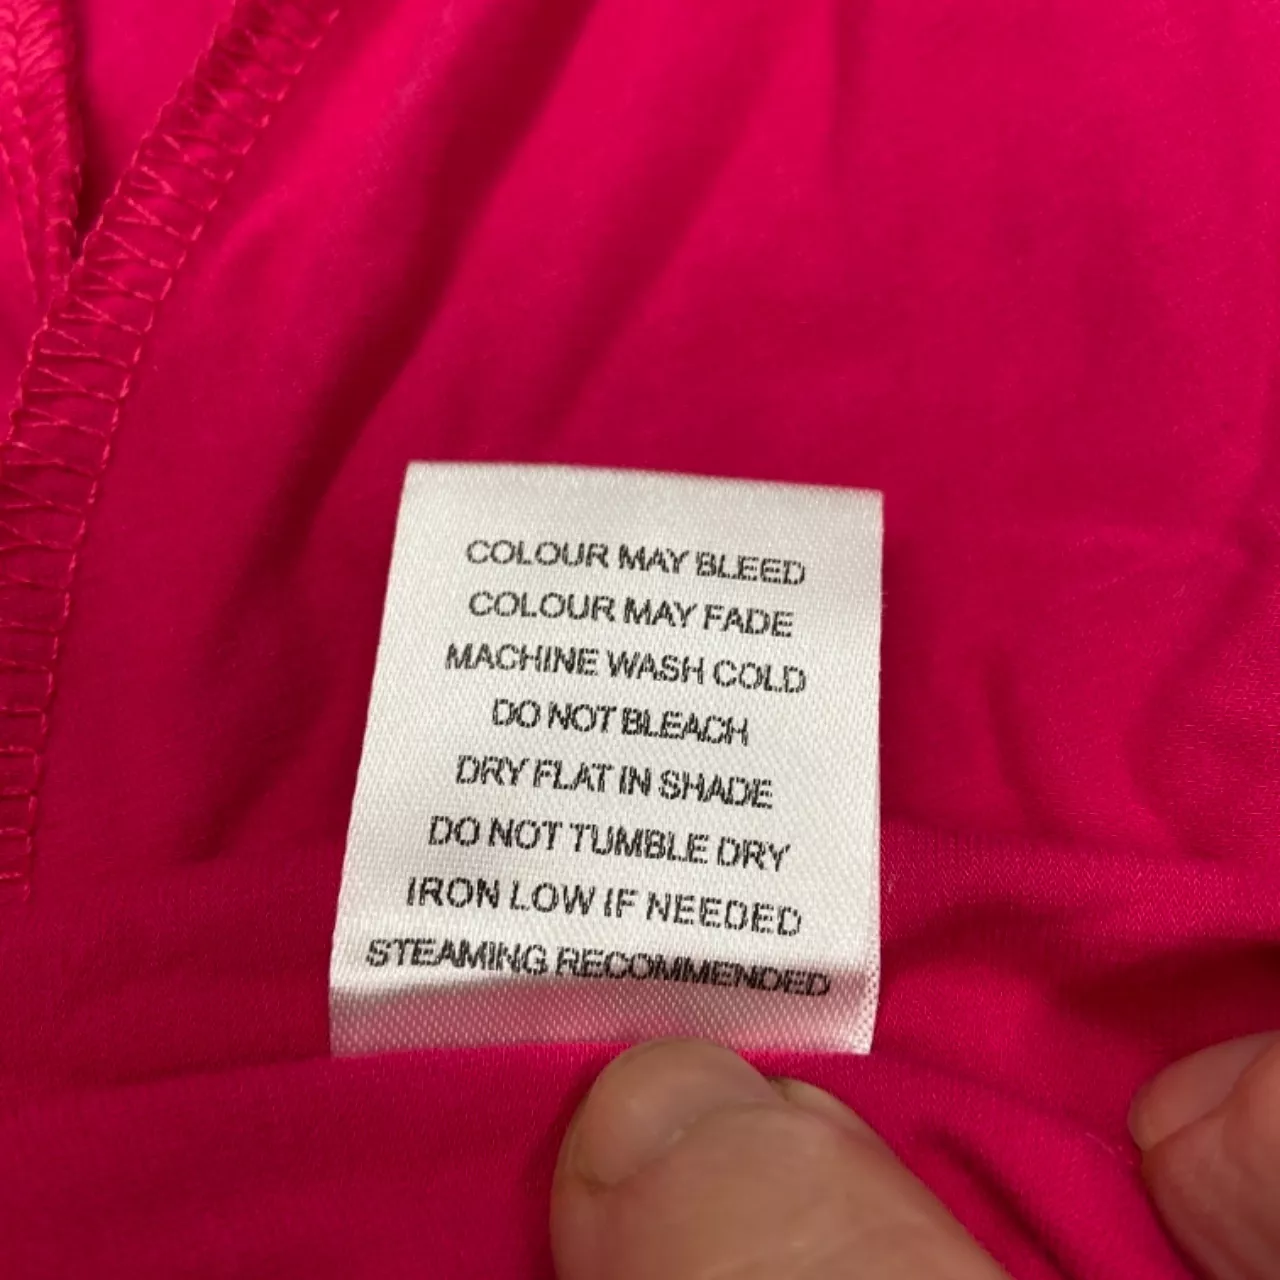 COLOUR MAY BLEED
COLOUR MAY FADE
MACHINE WASH COLD
DO NOT BLEACH
DRY FLAT IN SHADE
DO NOT TUMBLE DRY
IRON LOW IF NEEDED
STEAMING RECOMMENDED